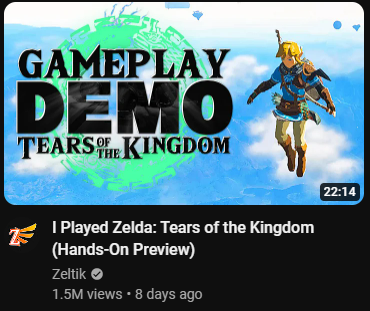 GAMEPLAY
DEMO
TEARS OF THE KINGDOM
22:14
I Played Zelda: Tears of the Kingdom
(Hands-On Preview)
Zeltik
1.5M views • 8 days ago